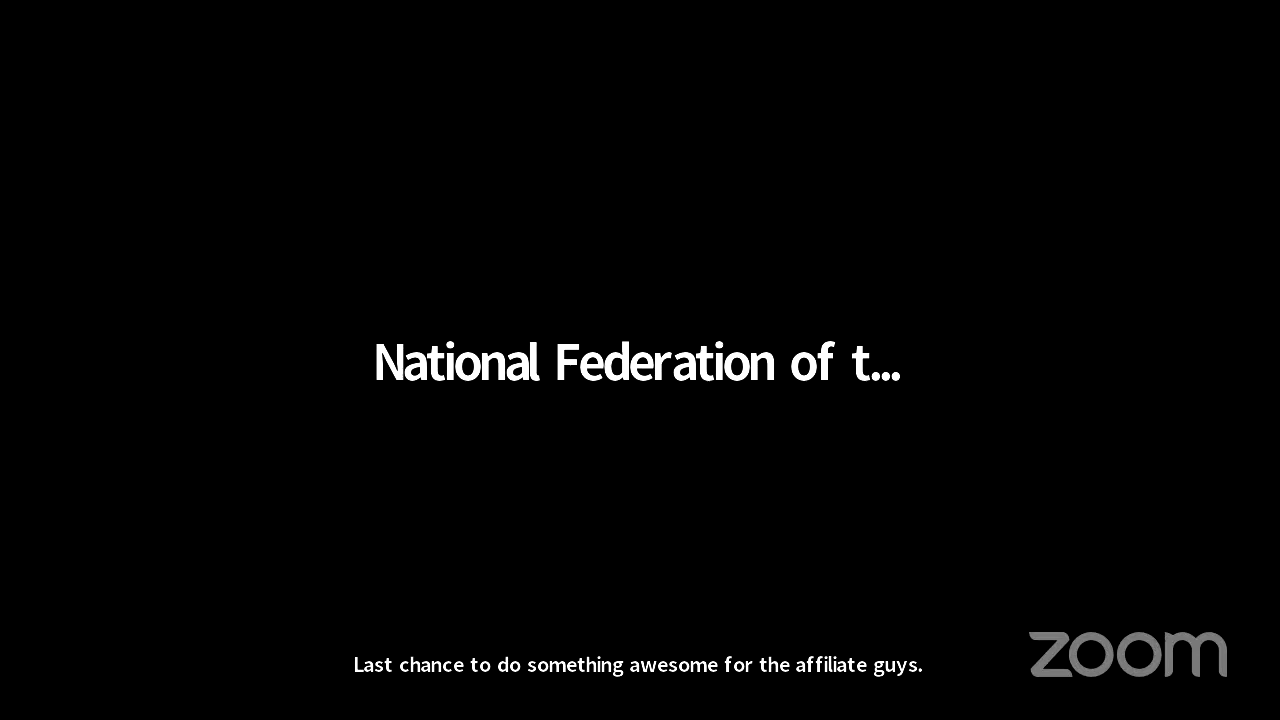 National Federation of t...
Last chance to do something awesome for the affiliate guys.
zoom